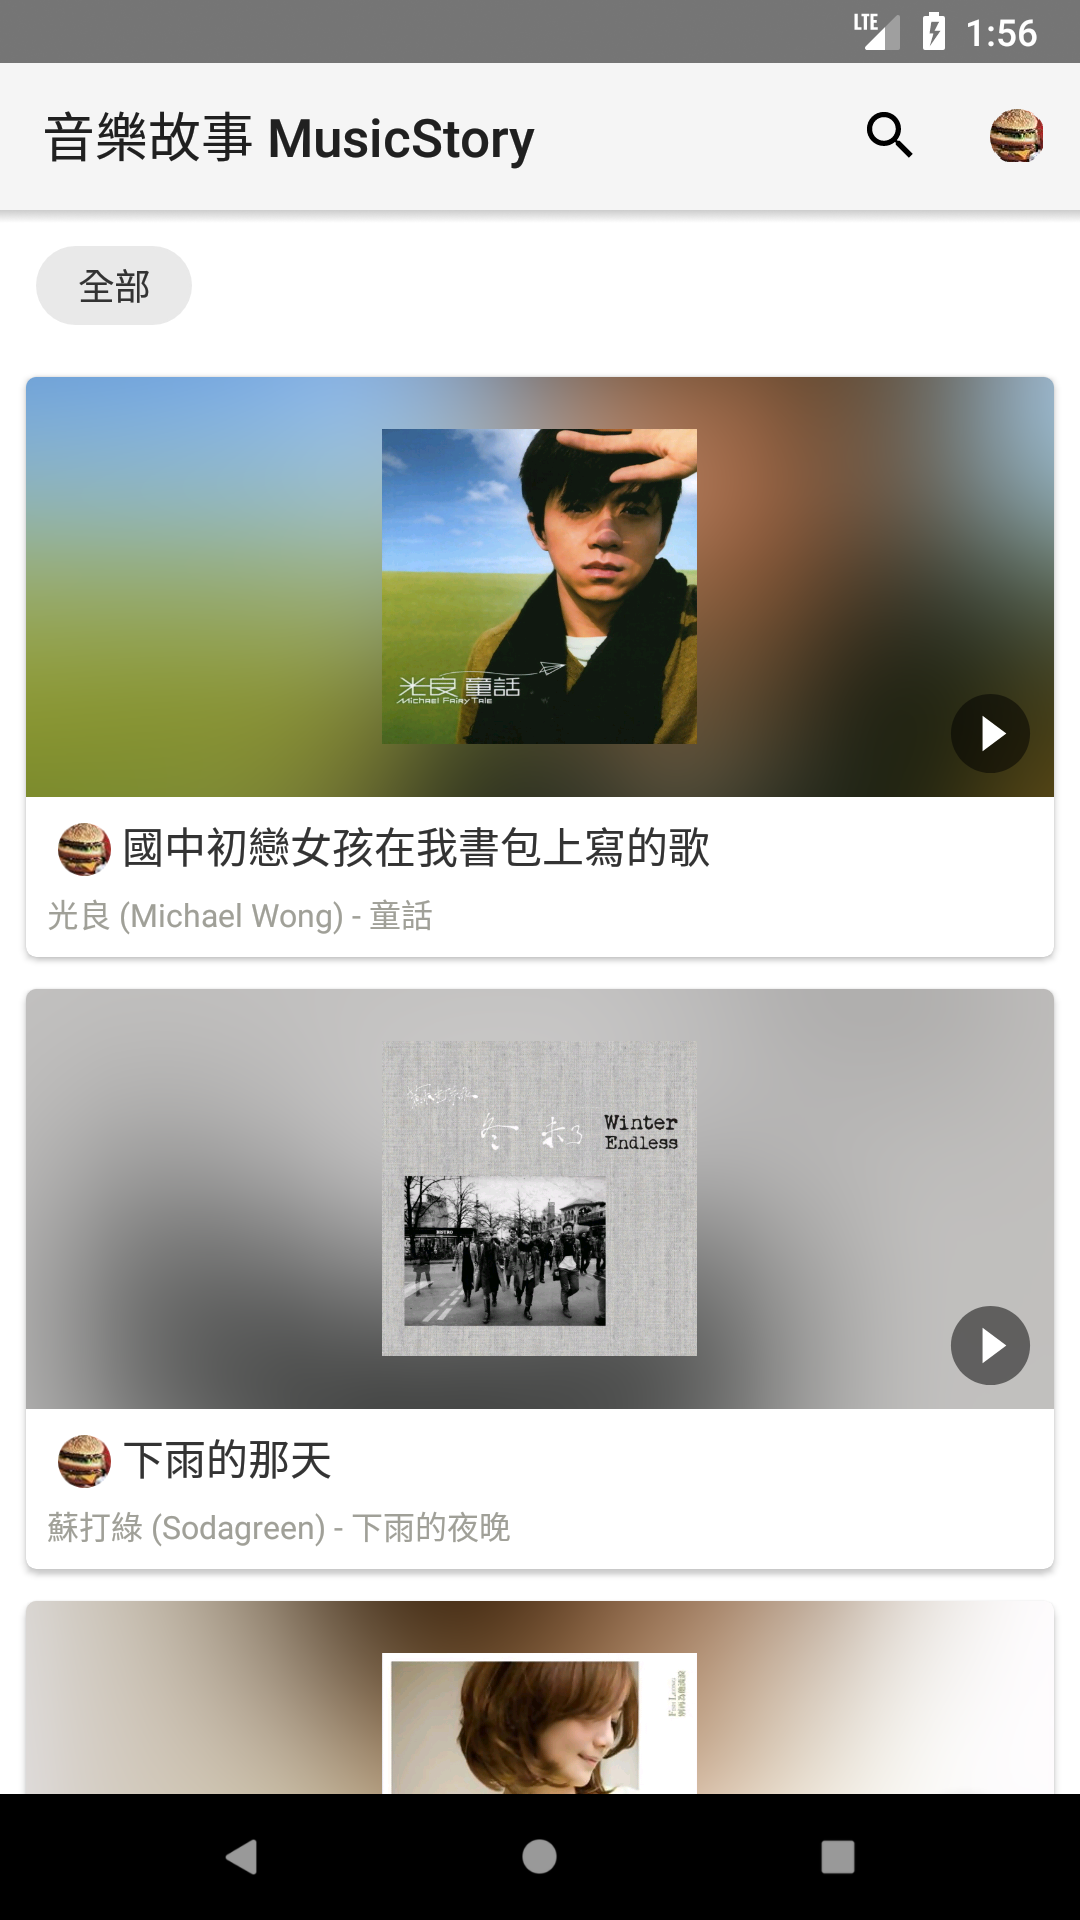 LTE 1:56
音樂故事 MusicStory
全部
光良 童話
Michael Fairy Tale
國中初戀女孩在我書包上寫的歌
光良 (Michael Wong) - 童話
冬 未了
Winter
Endless
下雨的那天
蘇打綠 (Sodagreen) - 下雨的夜晚